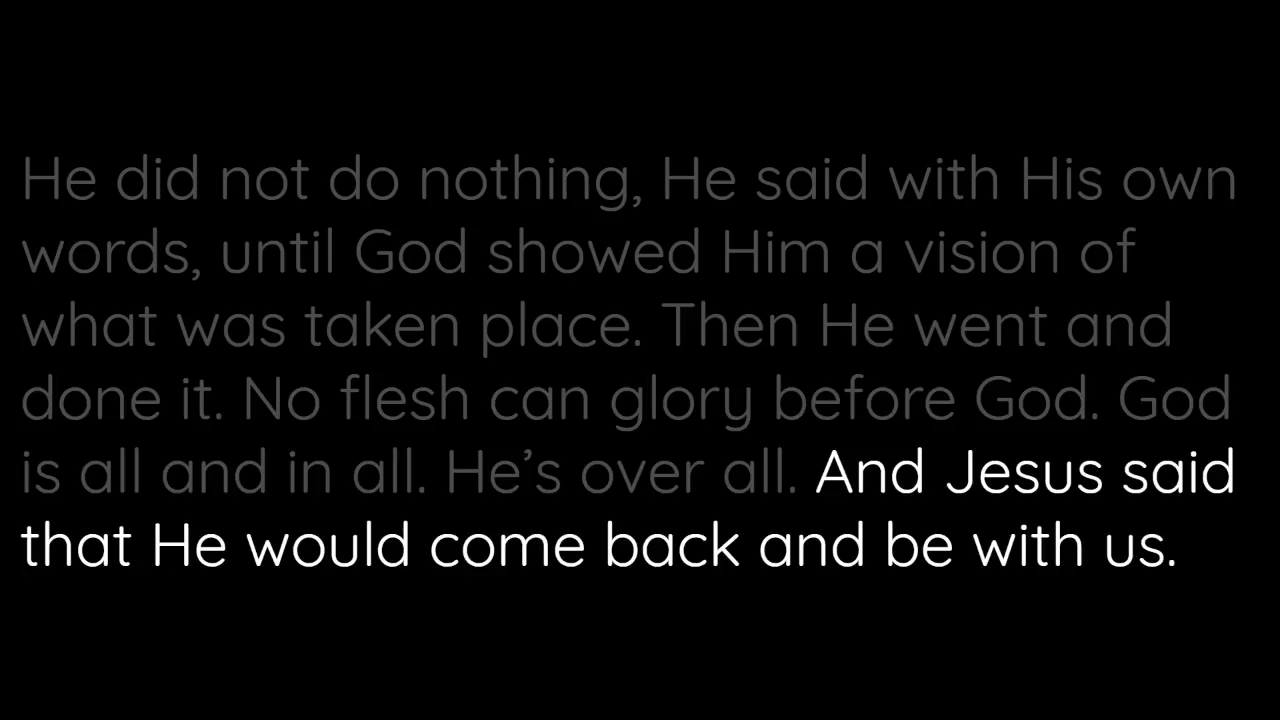 He did not do nothing, He said with His own
words, until God showed Him a vision of
what was taken place. Then He went and
done it. No flesh can glory before God. God
is all and in all. He’s over all. And Jesus said
that He would come back and be with us.